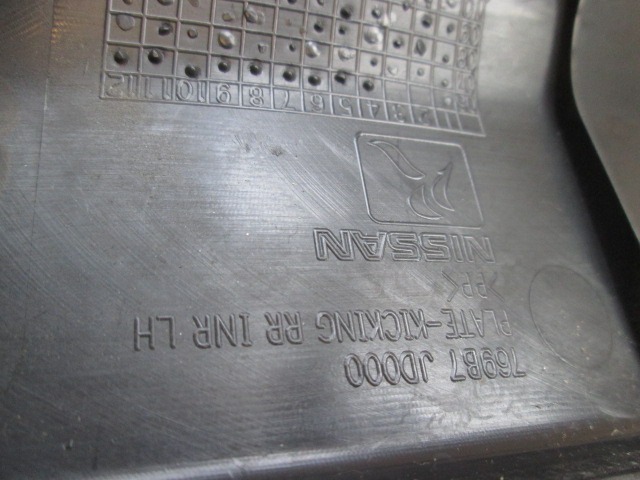 769B7 JD000
PLATE-KICKING RR INR LH
>PP<
NISSAN
1 2 3 4 5 6 7 8 9 10 11 12